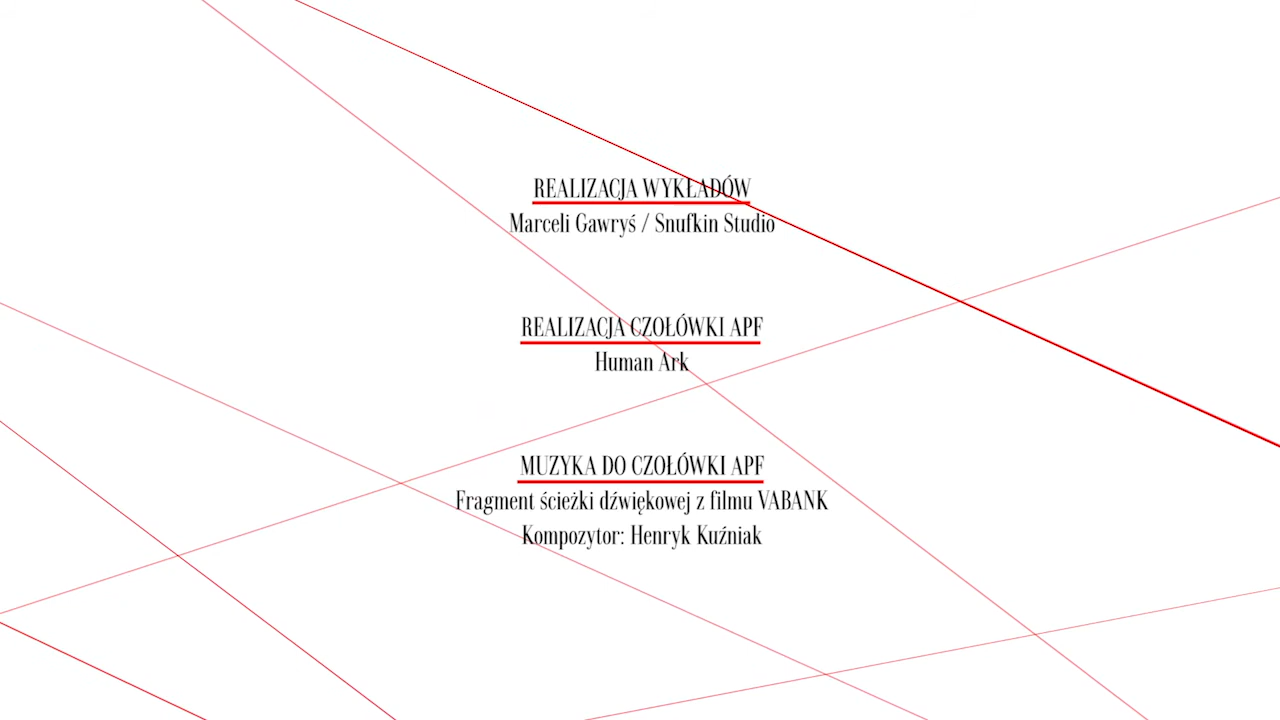 REALIZACJA WYKŁADÓW
Marceli Gawryś / Snufkin Studio
REALIZACJA CZOŁÓWKI APF
Human Ark
MUZYKA DO CZOŁÓWKI APF
Fragment ścieżki dźwiękowej z filmu VABANK
Kompozytor: Henryk Kuźniak